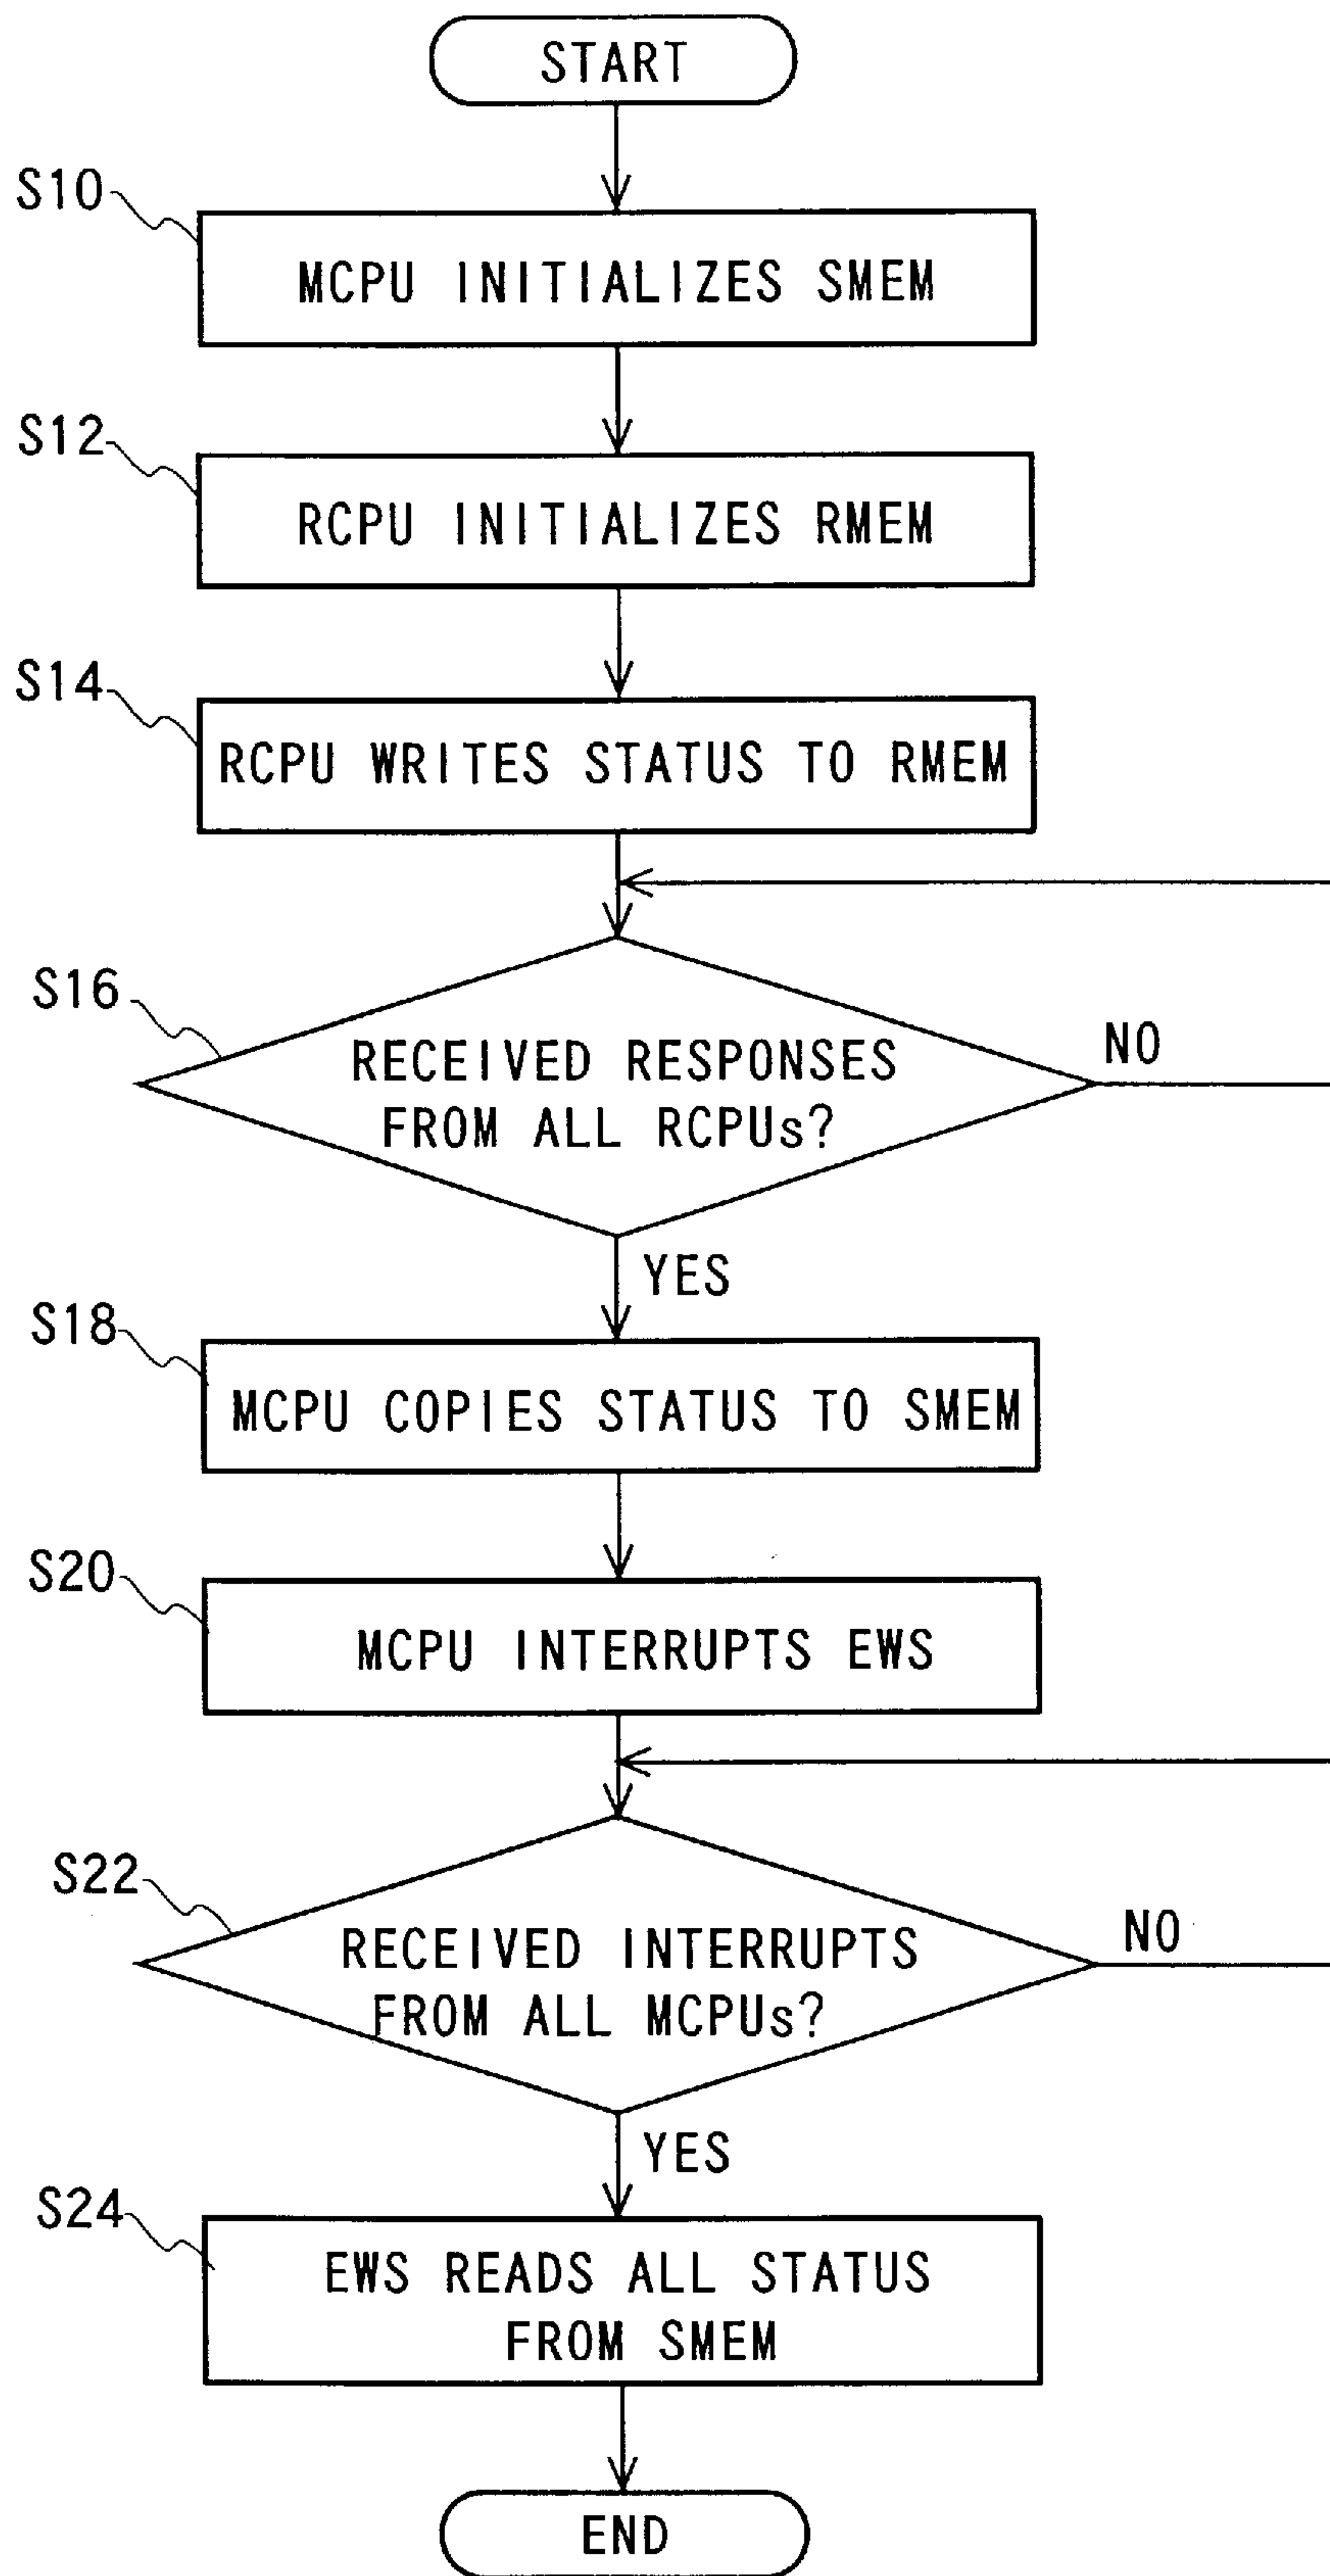 START
S10
MCPU INITIALIZES SMEM
S12
RCPU INITIALIZES RMEM
S14
RCPU WRITES STATUS TO RMEM
S16
RECEIVED RESPONSES
FROM ALL RCPUs?
NO
YES
S18
MCPU COPIES STATUS TO SMEM
S20
MCPU INTERRUPTS EWS
S22
RECEIVED INTERRUPTS
FROM ALL MCPUs?
NO
YES
S24
EWS READS ALL STATUS
FROM SMEM
END